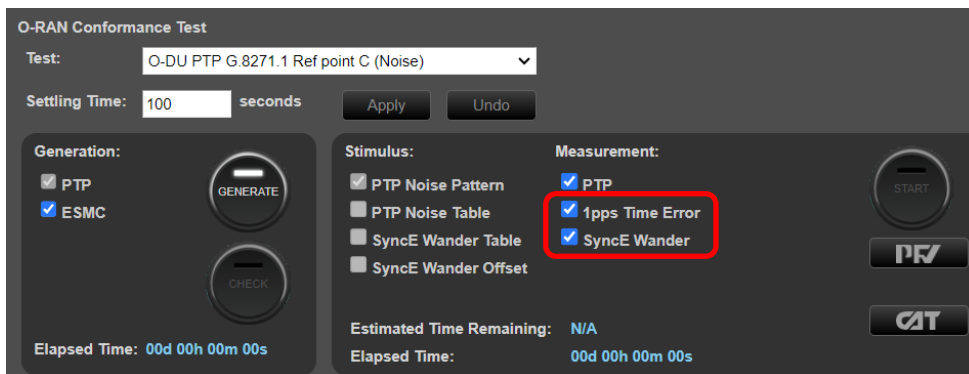 O-RAN Conformance Test
Test: O-DU PTP G.8271.1 Ref point C (Noise)
Settling Time: 100 seconds Apply Undo
Generation:
PTP
ESMC
GENERATE
CHECK
Elapsed Time: 00d 00h 00m 00s
Stimulus:
PTP Noise Pattern
PTP Noise Table
SyncE Wander Table
SyncE Wander Offset
Measurement:
PTP
1pps Time Error
SyncE Wander
Estimated Time Remaining: N/A
Elapsed Time: 00d 00h 00m 00s
START
PFV
CAT